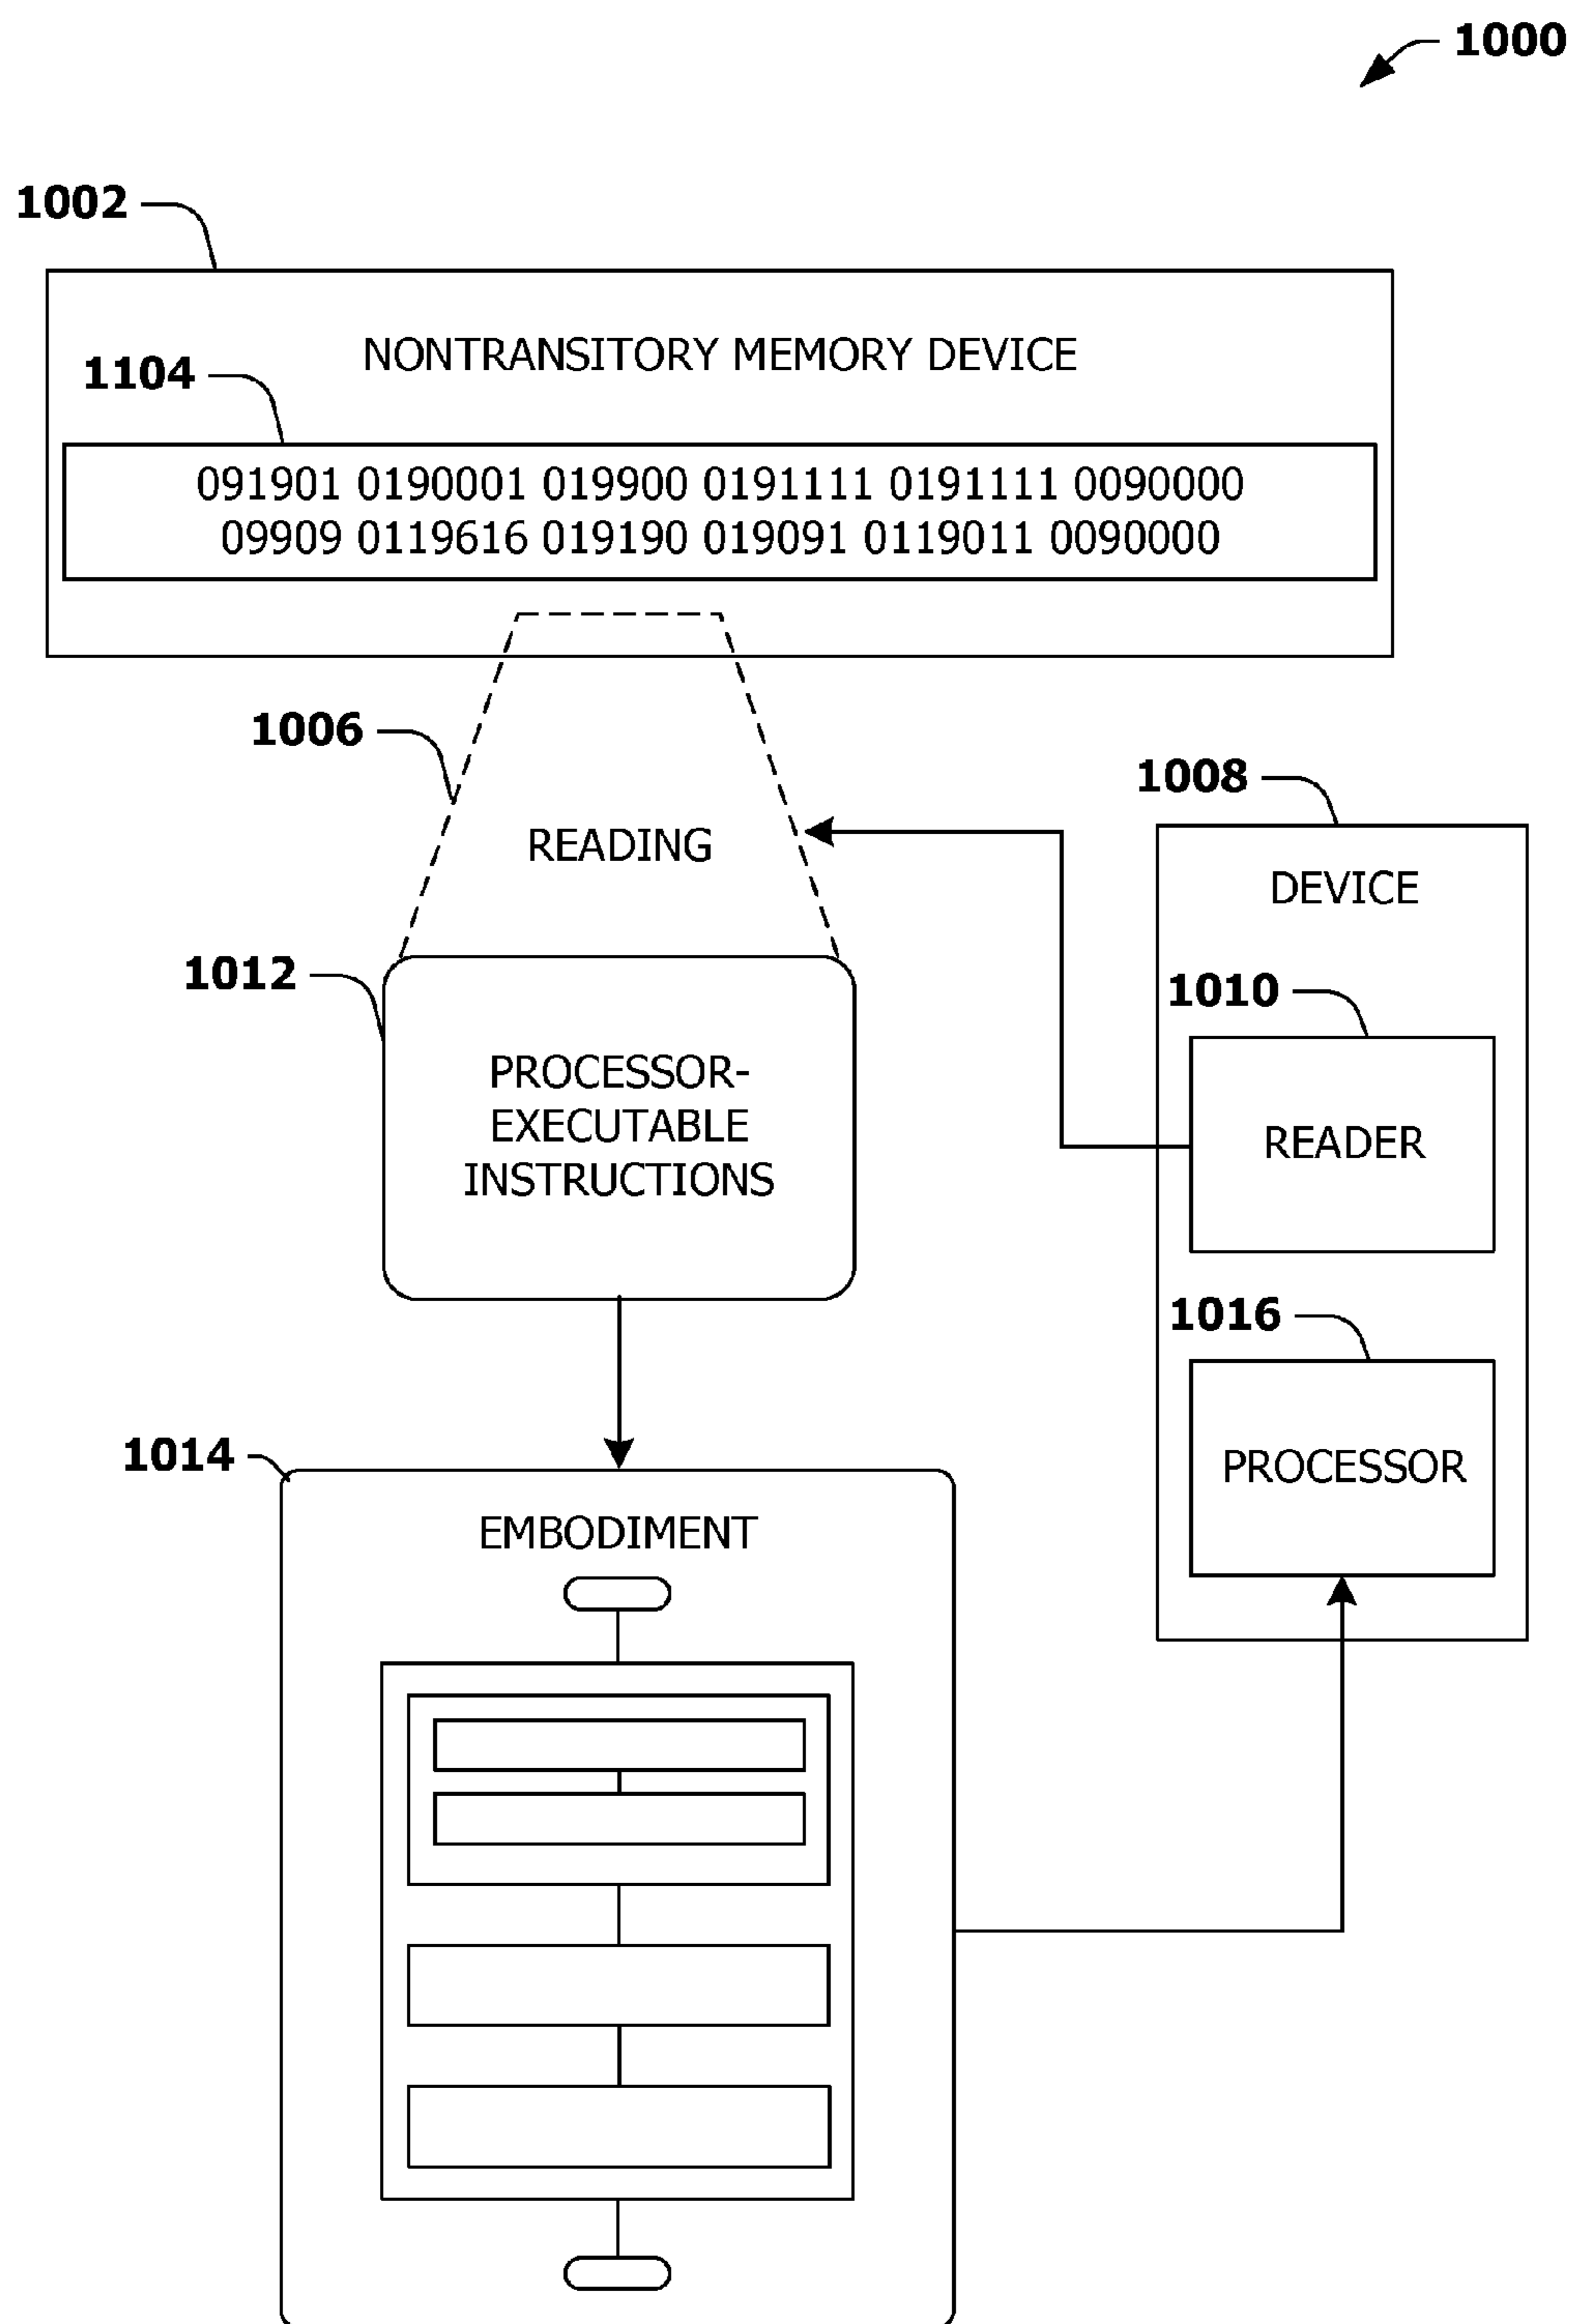 1000
1002
NONTRANSITORY MEMORY DEVICE
1104
091901 0190001 019900 0191111 0191111 0090000
09909 0119616 019190 019091 0119011 0090000
1006
READING
1008
DEVICE
1012
PROCESSOR-
EXECUTABLE
INSTRUCTIONS
1010
READER
1016
PROCESSOR
1014
EMBODIMENT